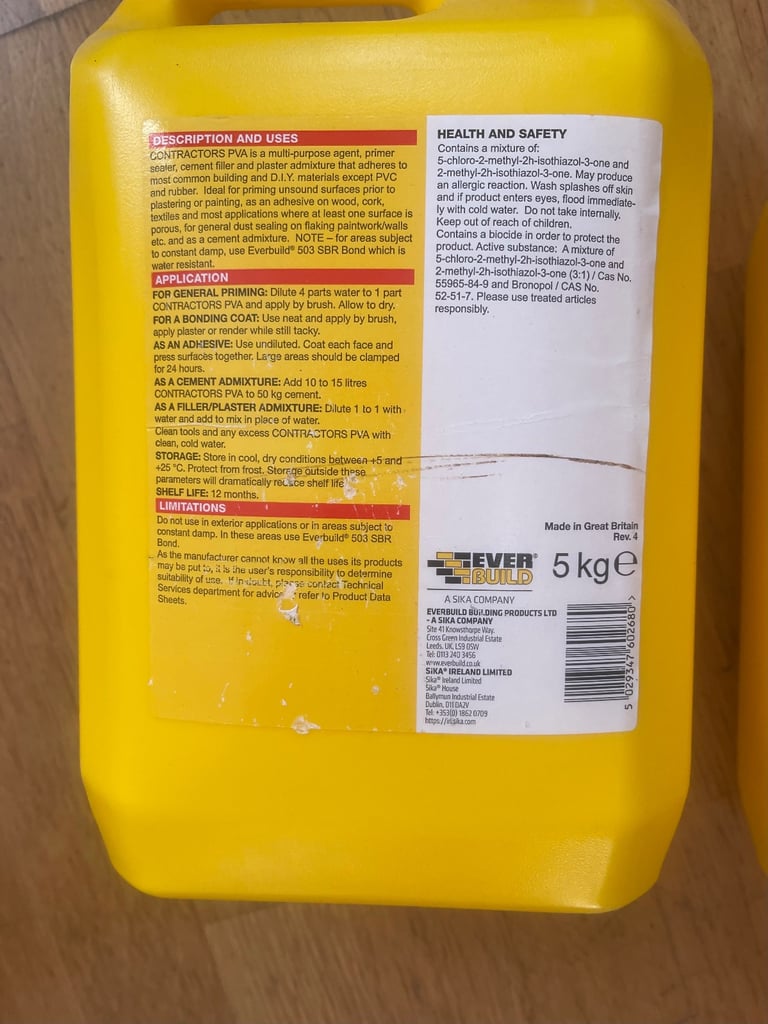 DESCRIPTION AND USES
CONTRACTORS PVA is a multi-purpose agent, primer
sealer, cement filler and plaster admixture that adheres to
most common building and D.I.Y. materials except PVC
and rubber. Ideal for priming unsound surfaces prior to
plastering or painting, as an adhesive on wood, cork,
textiles and most applications where at least one surface is
porous, for general dust sealing on flaking paintwork/walls
etc. and as a cement admixture. NOTE – for areas subject
to constant damp, use Everbuild® 503 SBR Bond which is
water resistant.
APPLICATION
FOR GENERAL PRIMING: Dilute 4 parts water to 1 part
CONTRACTORS PVA and apply by brush. Allow to dry.
FOR A BONDING COAT: Use neat and apply by brush,
apply plaster or render while still tacky.
AS AN ADHESIVE: Use undiluted. Coat each face and
press surfaces together. Large areas should be clamped
for 24 hours.
AS A CEMENT ADMIXTURE: Add 10 to 15 litres
CONTRACTORS PVA to 50 kg cement.
AS A FILLER/PLASTER ADMIXTURE: Dilute 1 to 1 with
water and add to mix in place of water.
Clean tools and any excess CONTRACTORS PVA with
clean, cold water.
STORAGE: Store in cool, dry conditions between +5 and
+25 °C. Protect from frost. Storage outside these
parameters will dramatically reduce shelf life.
SHELF LIFE: 12 months.
LIMITATIONS
Do not use in exterior applications or in areas subject to
constant damp. In these areas use Everbuild® 503 SBR
Bond.
As the manufacturer cannot know all the uses its products
may be put to, it is the user's responsibility to determine
suitability of use. If in doubt, please contact Technical
Services department for advice or refer to Product Data
Sheets.
HEALTH AND SAFETY
Contains a mixture of:
5-chloro-2-methyl-2h-isothiazol-3-one and
2-methyl-2h-isothiazol-3-one. May produce
an allergic reaction. Wash splashes off skin
and if product enters eyes, flood immediate-
ly with cold water. Do not take internally.
Keep out of reach of children.
Contains a biocide in order to protect the
product. Active substance: A mixture of
5-chloro-2-methyl-2h-isothiazol-3-one and
2-methyl-2h-isothiazol-3-one (3:1) / Cas No.
55965-84-9 and Bronopol / CAS No.
52-51-7. Please use treated articles
responsibly.
Made in Great Britain
Rev. 4
EVER®
BUILD
5 kg e
A SIKA COMPANY
EVERBUILD BUILDING PRODUCTS LTD
- A SIKA COMPANY
Site 41 Knowsthorpe Way,
Cross Green Industrial Estate
Leeds. UK, LS9 0SW
Tel: 0113 240 3456
www.everbuild.co.uk
SIKA® IRELAND LIMITED
Sika® Ireland Limited
Sika® House
Ballymun Industrial Estate
Dublin, D11 DA2V
Tel: +353(0) 1862 0709
https://irl.sika.com
5 029347 602680 >